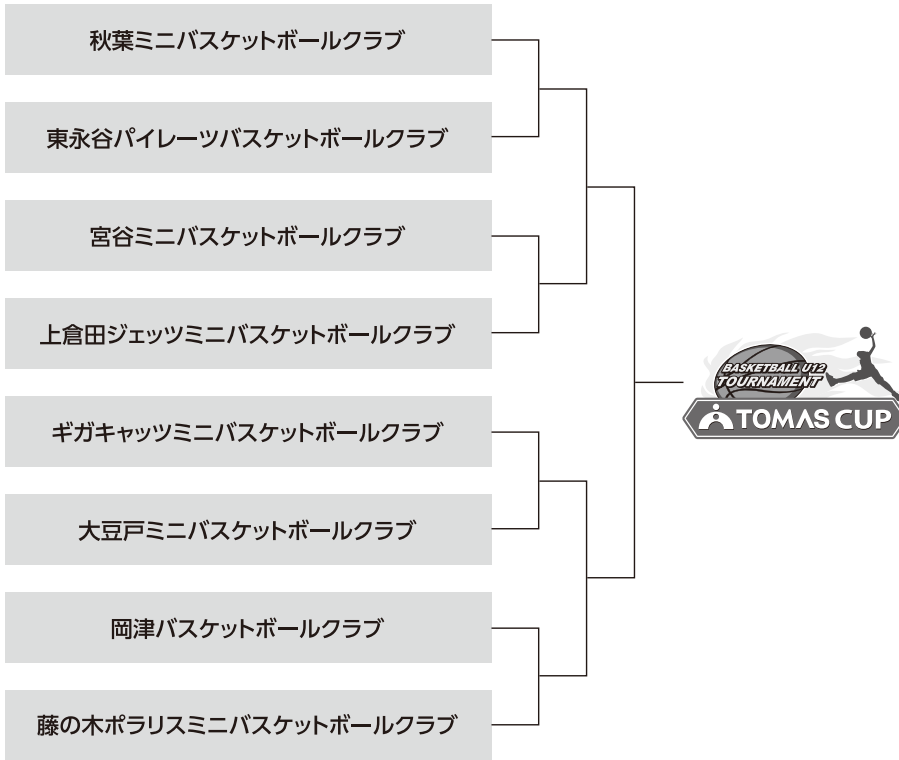 秋葉ミニバスケットボールクラブ
東永谷パイレーツバスケットボールクラブ
宮谷ミニバスケットボールクラブ
上倉田ジェッツミニバスケットボールクラブ
ギガキャッツミニバスケットボールクラブ
大豆戸ミニバスケットボールクラブ
岡津バスケットボールクラブ
藤の木ポラリスミニバスケットボールクラブ
BASKETBALL U12
TOURNAMENT
TOMAS CUP